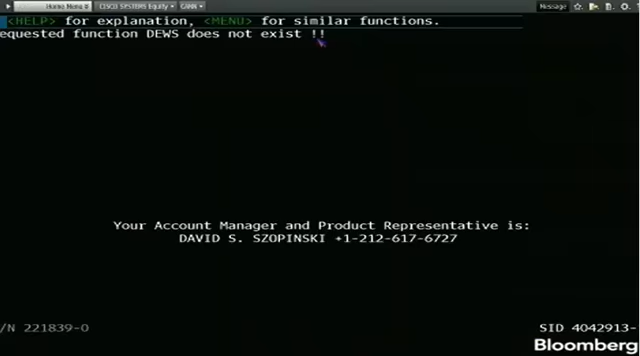 Home Menu CISCO SYSTEMS Equity Message
<HELP> for explanation, <MENU> for similar functions.
equested function DEWS does not exist !!
Your Account Manager and Product Representative is:
DAVID S. SZOPINSKI +1-212-617-6727
/N 221839-0 SID 4042913-
Bloomberg